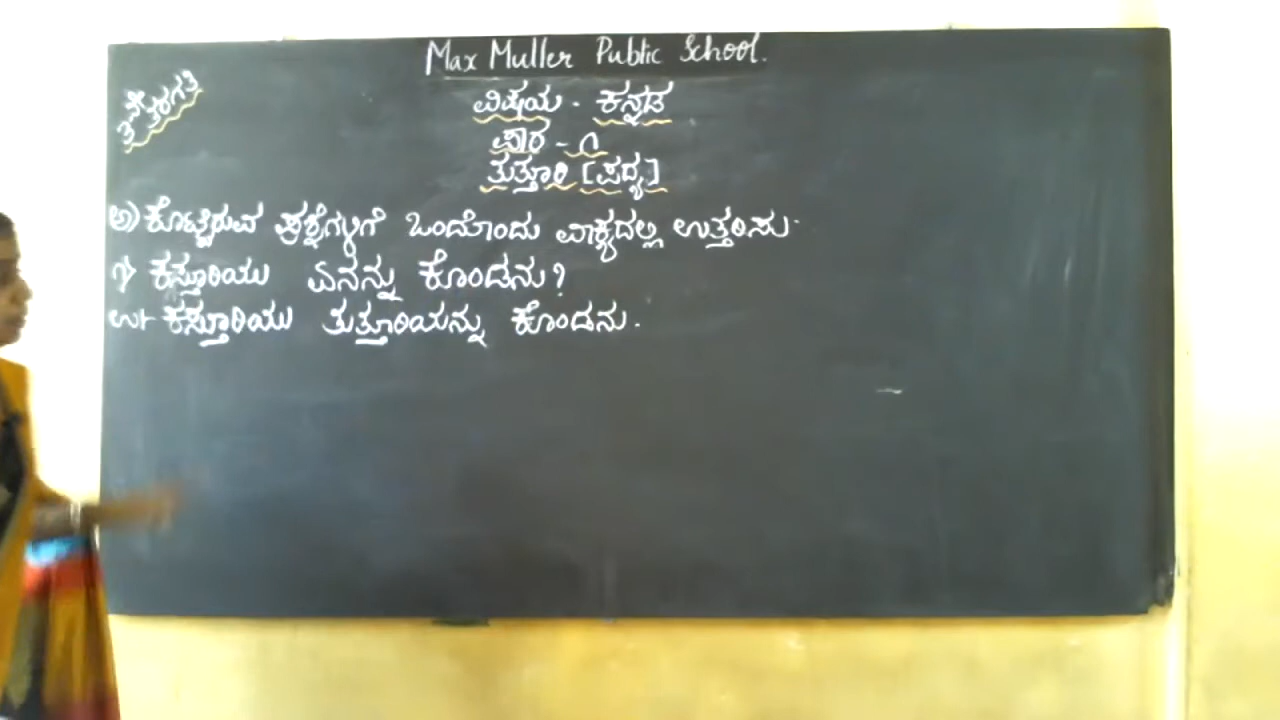 Max Muller Public School.
೩ನೇ ತರಗತಿ
ವಿಷಯ - ಕನ್ನಡ
ಪಾಠ - ೧
ತುತ್ತೂರಿ [ಪದ್ಯ]
ಅ) ಕೊಟ್ಟಿರುವ ಪ್ರಶ್ನೆಗಳಿಗೆ ಒಂದೊಂದು ವಾಕ್ಯದಲ್ಲಿ ಉತ್ತರಿಸು.
೧) ಕಸ್ತೂರಿಯು ಏನನ್ನು ಕೊಂಡನು?
ಉ:- ಕಸ್ತೂರಿಯು ತುತ್ತೂರಿಯನ್ನು ಕೊಂಡನು.